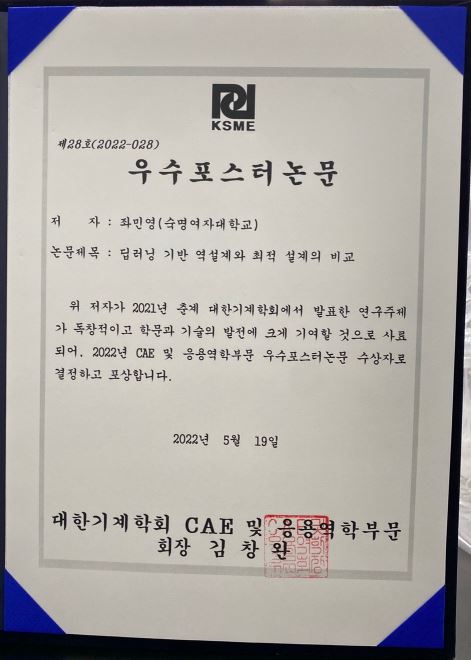 KSME
제28호(2022-028)
우수포스터논문
저 자 : 좌민영(숙명여자대학교)
논문제목 : 딥러닝 기반 역설계와 최적 설계의 비교
위 저자가 2021년 춘계 대한기계학회에서 발표한 연구주제
가 독창적이고 학문과 기술의 발전에 크게 기여할 것으로 사료
되어, 2022년 CAE 및 응용역학부문 우수포스터논문 수상자로
결정하고 포상합니다.
2022년 5월 19일
대한기계학회 CAE 및 응용역학부문
회장 김창완